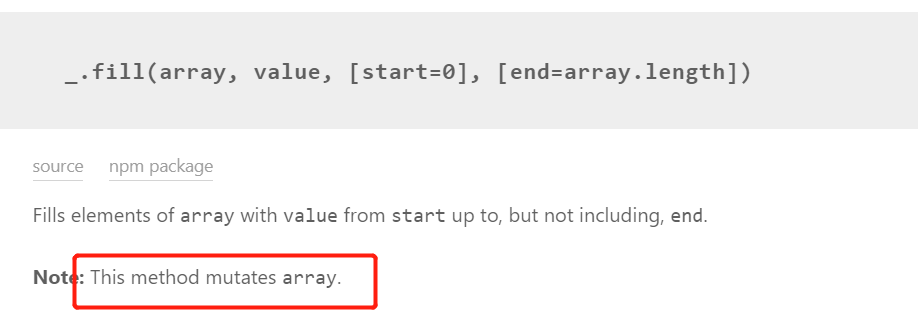 _.fill(array, value, [start=0], [end=array.length])
source npm package
Fills elements of array with value from start up to, but not including, end.
Note: This method mutates array.